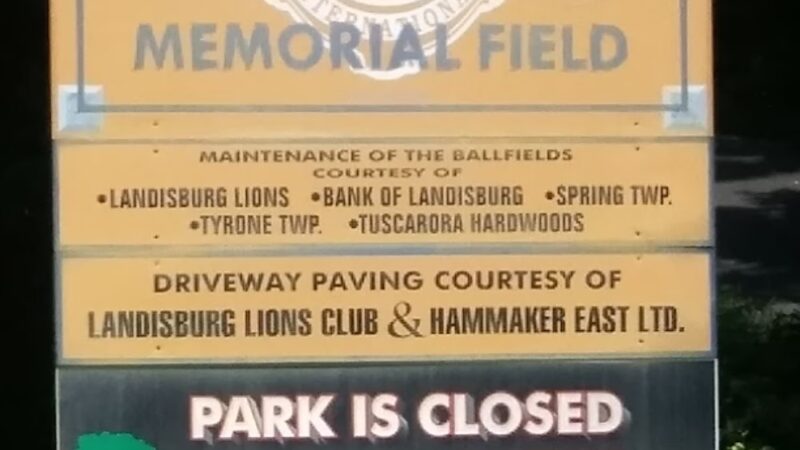 INTERNATIONAL
MEMORIAL FIELD
MAINTENANCE OF THE BALLFIELDS
COURTESY OF
•LANDISBURG LIONS •BANK OF LANDISBURG •SPRING TWP.
•TYRONE TWP. •TUSCARORA HARDWOODS
DRIVEWAY PAVING COURTESY OF
LANDISBURG LIONS CLUB & HAMMAKER EAST LTD.
PARK IS CLOSED